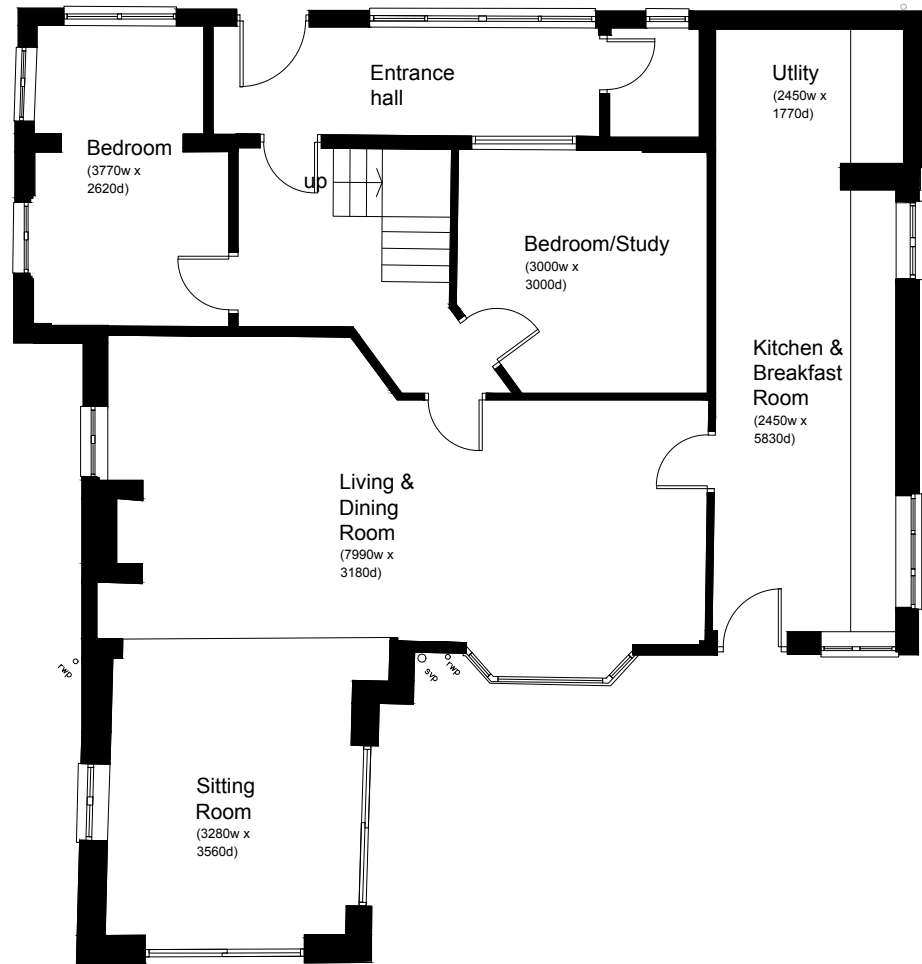 Entrance
hall
Utlity
(2450w x
1770d)
Bedroom
(3770w x
2620d)
up
Bedroom/Study
(3000w x
3000d)
Kitchen &
Breakfast
Room
(2450w x
5830d)
Living &
Dining
Room
(7990w x
3180d)
rwp
svp
rwp
Sitting
Room
(3280w x
3560d)